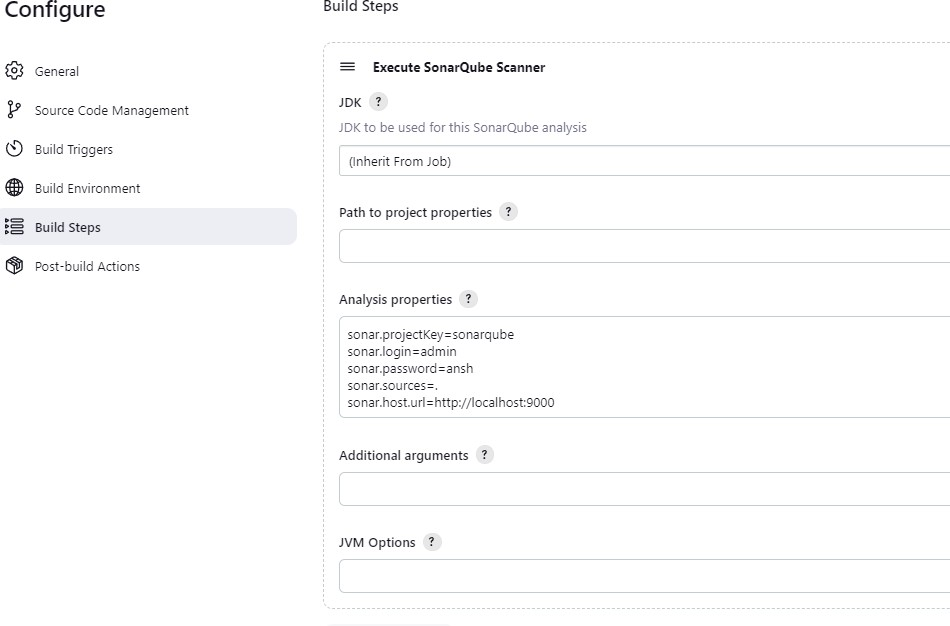 Configure
General
Source Code Management
Build Triggers
Build Environment
Build Steps
Post-build Actions
Build Steps
Execute SonarQube Scanner
JDK ?
JDK to be used for this SonarQube analysis
(Inherit From Job)
Path to project properties ?
Analysis properties ?
sonar.projectKey=sonarqube
sonar.login=admin
sonar.password=ansh
sonar.sources=.
sonar.host.url=http://localhost:9000
Additional arguments ?
JVM Options ?